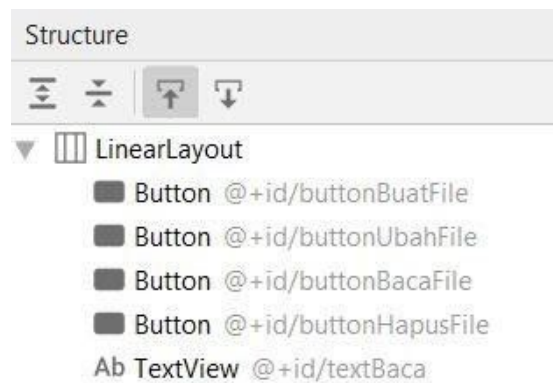 Structure
LinearLayout
Button @+id/buttonBuatFile
Button @+id/buttonUbahFile
Button @+id/buttonBacaFile
Button @+id/buttonHapusFile
Ab TextView @+id/textBaca